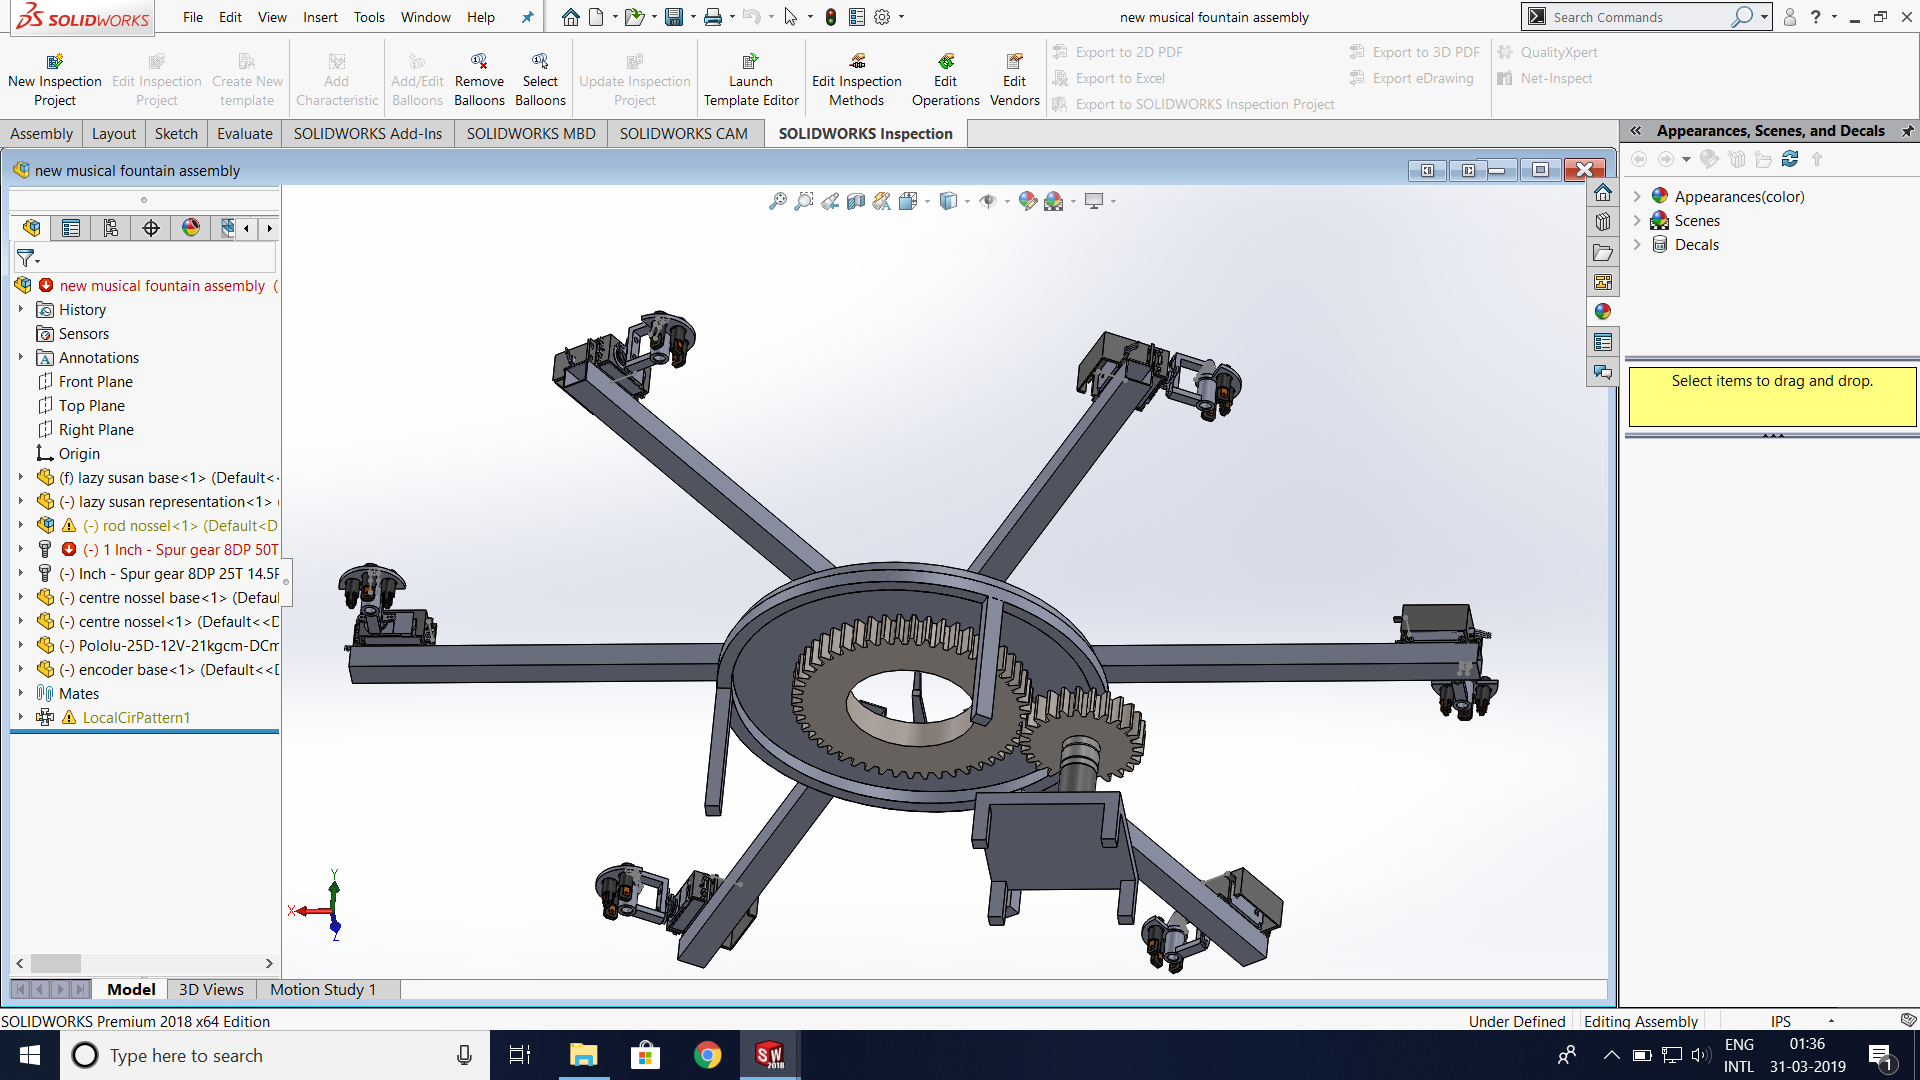 SOLIDWORKS
File Edit View Insert Tools Window Help
new musical fountain assembly
Search Commands
?
New Inspection Project
Edit Inspection Project
Create New template
Add Characteristic
Add/Edit Balloons
Remove Balloons
Select Balloons
Update Inspection Project
Launch Template Editor
Edit Inspection Methods
Edit Operations
Edit Vendors
Export to 2D PDF
Export to Excel
Export to SOLIDWORKS Inspection Project
Export to 3D PDF
Export eDrawing
QualityXpert
Net-Inspect
Assembly Layout Sketch Evaluate SOLIDWORKS Add-Ins SOLIDWORKS MBD SOLIDWORKS CAM SOLIDWORKS Inspection
Appearances, Scenes, and Decals
new musical fountain assembly
Appearances(color)
Scenes
Decals
Select items to drag and drop.
new musical fountain assembly (
History
Sensors
Annotations
Front Plane
Top Plane
Right Plane
Origin
(f) lazy susan base<1> (Default<
(-) lazy susan representation<1>
(-) rod nossel<1> (Default<D
(-) 1 Inch - Spur gear 8DP 50T
(-) Inch - Spur gear 8DP 25T 14.5P
(-) centre nossel base<1> (Defaul
(-) centre nossel<1> (Default<<D
(-) Pololu-25D-12V-21kgcm-DCm
(-) encoder base<1> (Default<<D
Mates
LocalCirPattern1
Y
X
Z
Model 3D Views Motion Study 1
SOLIDWORKS Premium 2018 x64 Edition
Under Defined Editing Assembly IPS
Type here to search
SW 2018
ENG INTL
01:36
31-03-2019
1